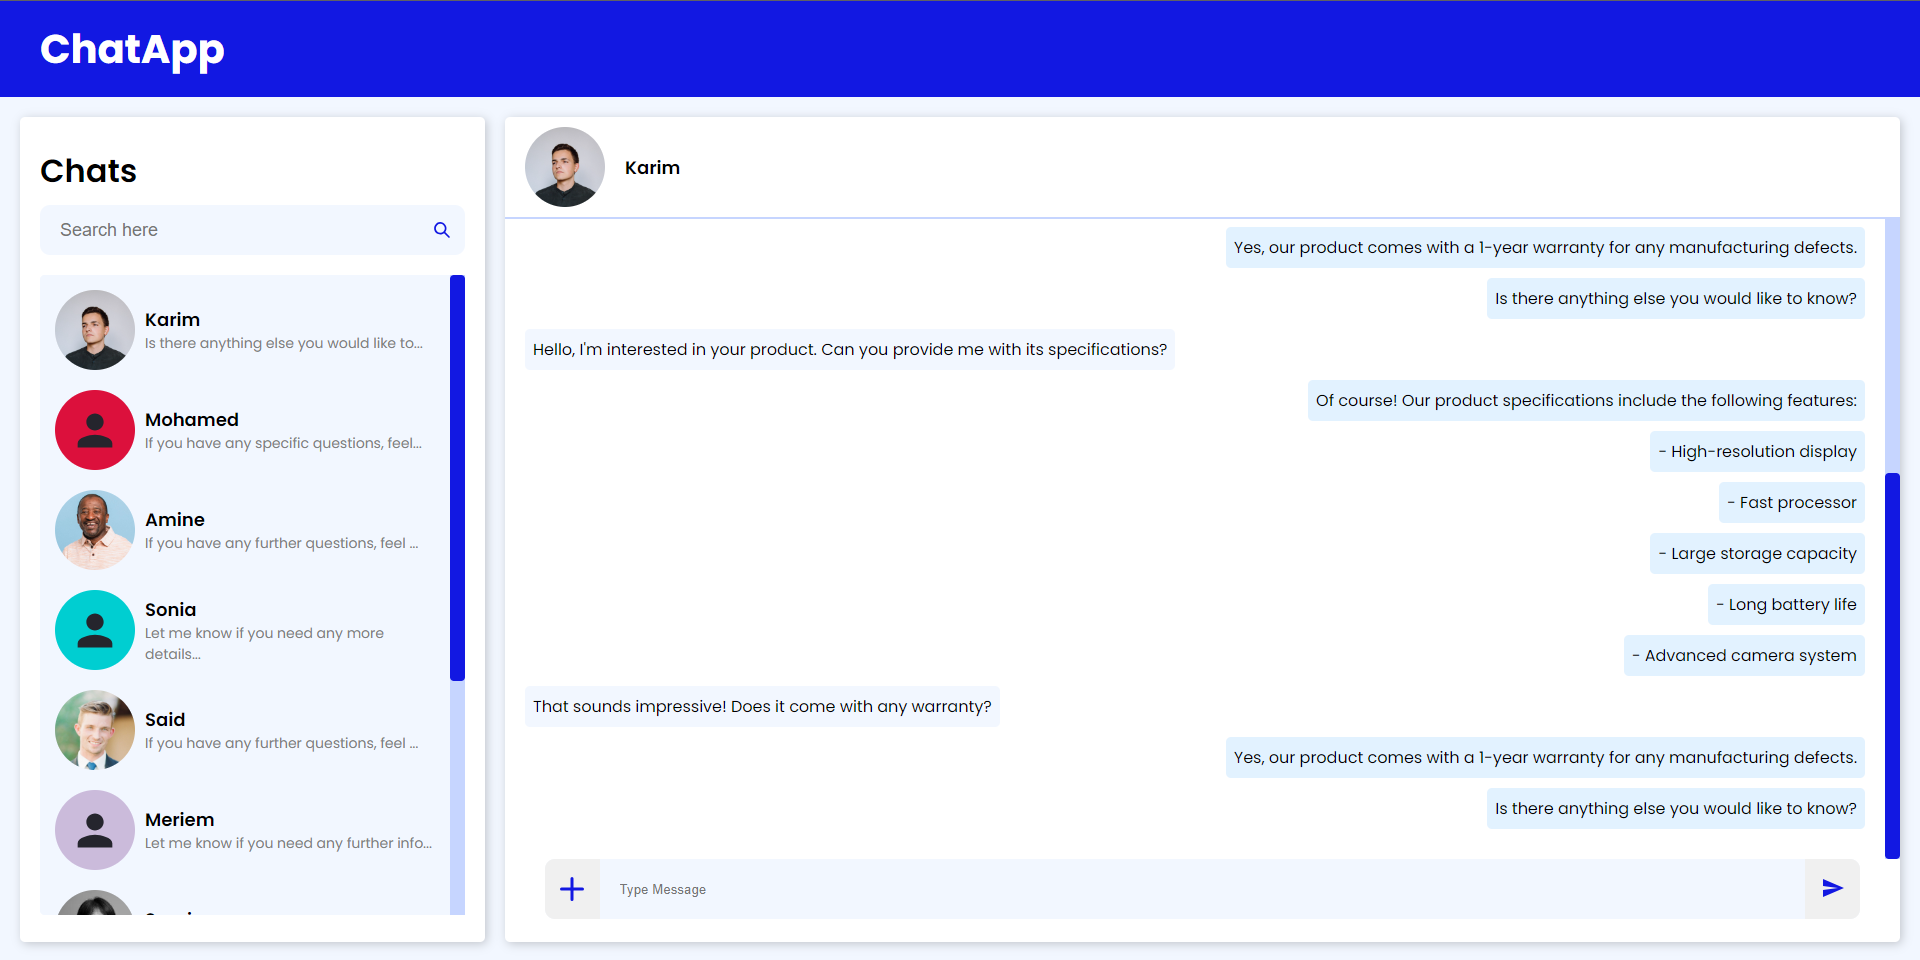 ChatApp
Chats
Search here
Karim
Is there anything else you would like to...
Mohamed
If you have any specific questions, feel...
Amine
If you have any further questions, feel ...
Sonia
Let me know if you need any more
details...
Said
If you have any further questions, feel ...
Meriem
Let me know if you need any further info...
Karim
Yes, our product comes with a 1-year warranty for any manufacturing defects.
Is there anything else you would like to know?
Hello, I'm interested in your product. Can you provide me with its specifications?
Of course! Our product specifications include the following features:
- High-resolution display
- Fast processor
- Large storage capacity
- Long battery life
- Advanced camera system
That sounds impressive! Does it come with any warranty?
Yes, our product comes with a 1-year warranty for any manufacturing defects.
Is there anything else you would like to know?
Type Message